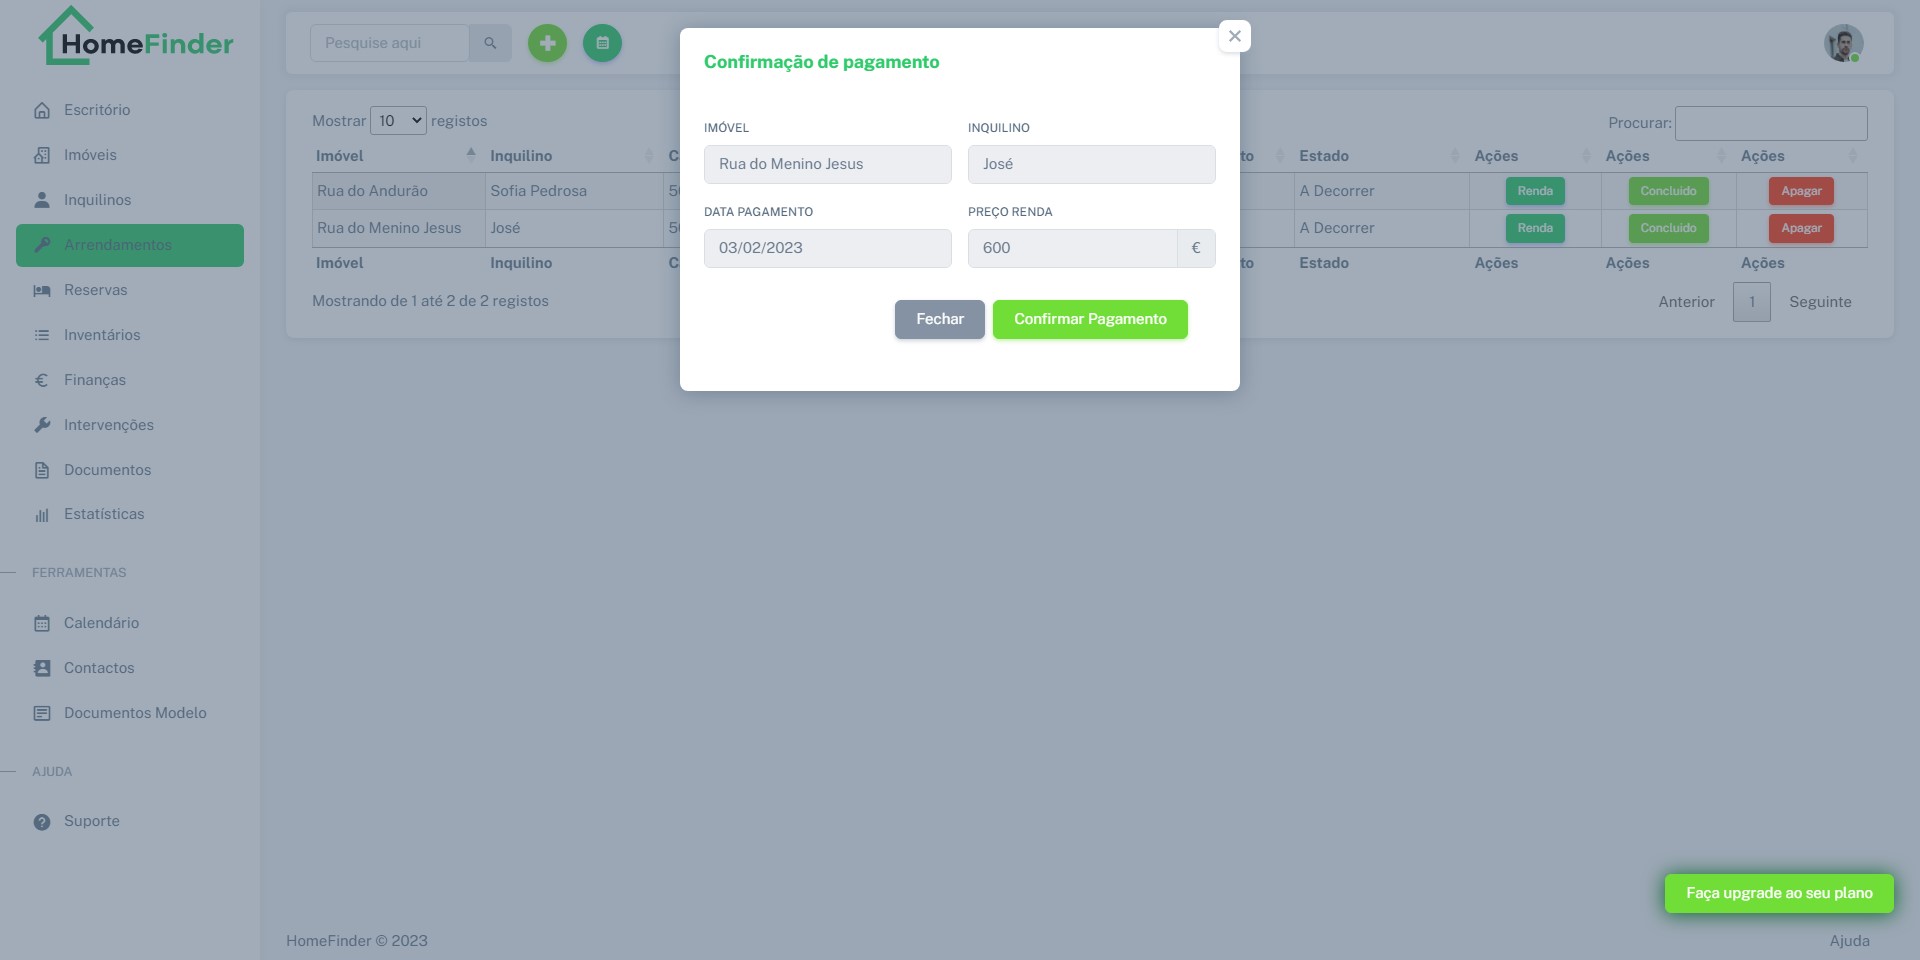 HomeFinder
Escritório
Imóveis
Inquilinos
Arrendamentos
Reservas
Inventários
Finanças
Intervenções
Documentos
Estatísticas
FERRAMENTAS
Calendário
Contactos
Documentos Modelo
AJUDA
Suporte
Pesquise aqui
Mostrar 10 registos
Procurar:
Imóvel Inquilino Estado Ações Ações Ações
Rua do Andurão Sofia Pedrosa A Decorrer Renda Concluido Apagar
Rua do Menino Jesus José A Decorrer Renda Concluido Apagar
Imóvel Inquilino Estado Ações Ações Ações
Mostrando de 1 até 2 de 2 registos
Anterior 1 Seguinte
Confirmação de pagamento
IMÓVEL INQUILINO
Rua do Menino Jesus José
DATA PAGAMENTO PREÇO RENDA
03/02/2023 600 €
Fechar Confirmar Pagamento
Faça upgrade ao seu plano
HomeFinder © 2023
Ajuda